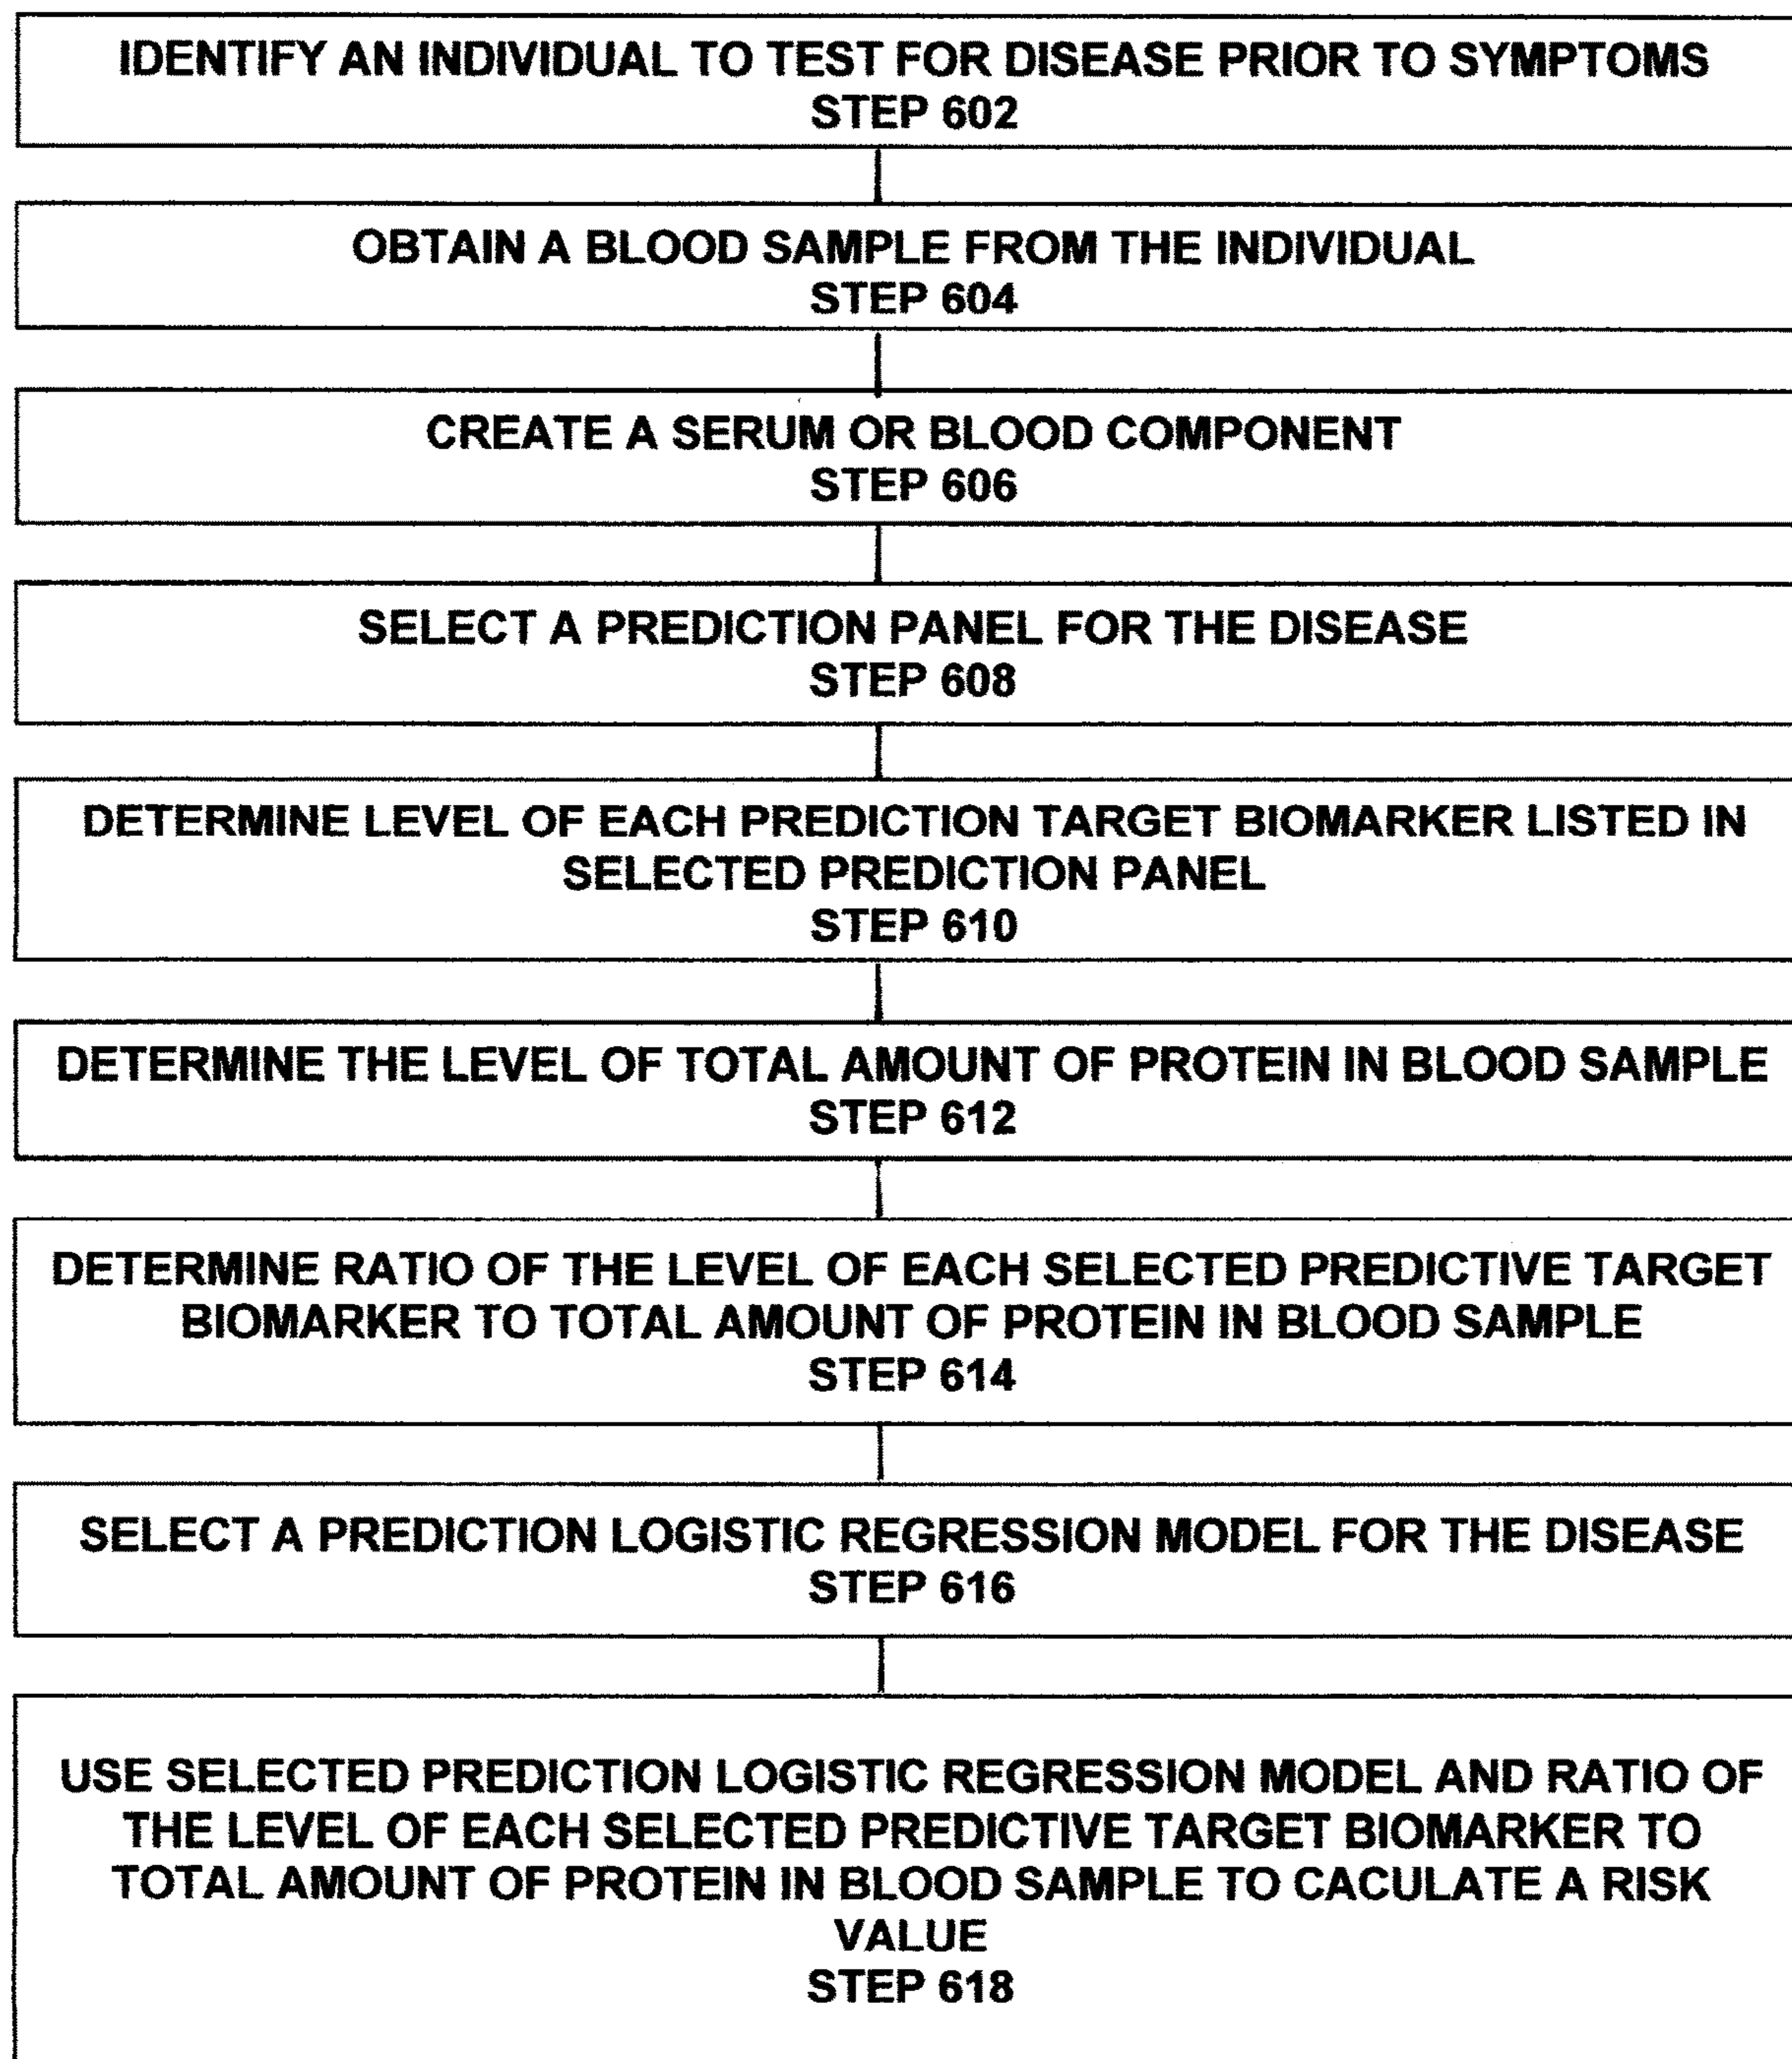 IDENTIFY AN INDIVIDUAL TO TEST FOR DISEASE PRIOR TO SYMPTOMS
STEP 602
OBTAIN A BLOOD SAMPLE FROM THE INDIVIDUAL
STEP 604
CREATE A SERUM OR BLOOD COMPONENT
STEP 606
SELECT A PREDICTION PANEL FOR THE DISEASE
STEP 608
DETERMINE LEVEL OF EACH PREDICTION TARGET BIOMARKER LISTED IN
SELECTED PREDICTION PANEL
STEP 610
DETERMINE THE LEVEL OF TOTAL AMOUNT OF PROTEIN IN BLOOD SAMPLE
STEP 612
DETERMINE RATIO OF THE LEVEL OF EACH SELECTED PREDICTIVE TARGET
BIOMARKER TO TOTAL AMOUNT OF PROTEIN IN BLOOD SAMPLE
STEP 614
SELECT A PREDICTION LOGISTIC REGRESSION MODEL FOR THE DISEASE
STEP 616
USE SELECTED PREDICTION LOGISTIC REGRESSION MODEL AND RATIO OF
THE LEVEL OF EACH SELECTED PREDICTIVE TARGET BIOMARKER TO
TOTAL AMOUNT OF PROTEIN IN BLOOD SAMPLE TO CACULATE A RISK
VALUE
STEP 618